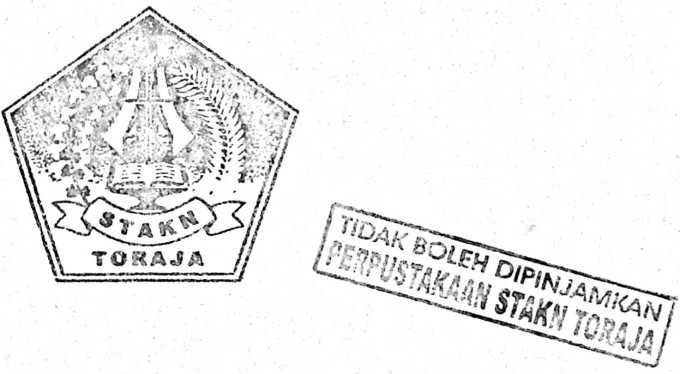 STAKN
TORAJA
TIDAK BOLEH DIPINJAMKAN
PERPUSTAKAAN STAKN TORAJA